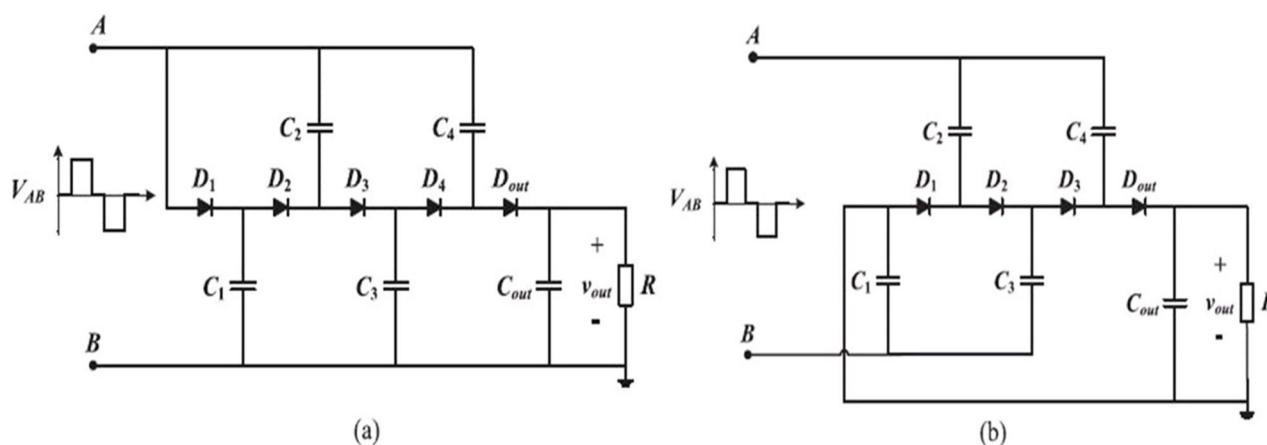 A
C2
C4
VAB
D1
D2
D3
D4
Dout
C1
C3
Cout
+
vout
R
-
B
(a)
A
C2
C4
VAB
D1
D2
D3
Dout
C1
C3
Cout
+
vout
-
B
(b)